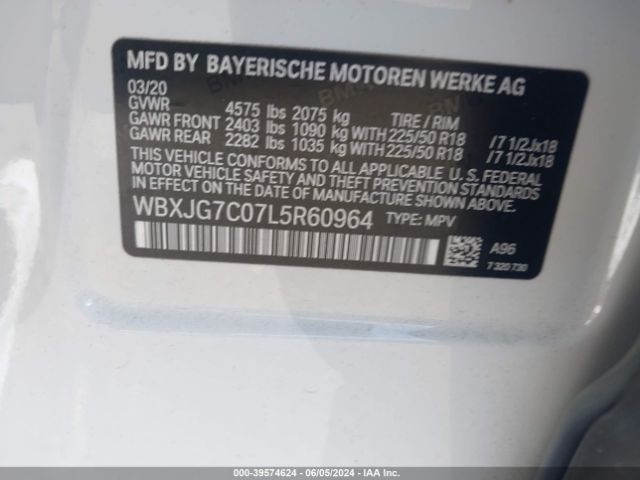 MFD BY BAYERISCHE MOTOREN WERKE AG
03/20
GVWR 4575 lbs 2075 kg TIRE / RIM
GAWR FRONT 2403 lbs 1090 kg WITH 225/50 R18 /7 1/2Jx18
GAWR REAR 2282 lbs 1035 kg WITH 225/50 R18 /7 1/2Jx18
THIS VEHICLE CONFORMS TO ALL APPLICABLE U. S. FEDERAL
MOTOR VEHICLE SAFETY, BUMPER, AND THEFT PREVENTION
STANDARDS IN EFFECT ON THE DATE OF MANUFACTURE SHOWN ABOVE.
WBXJG7C07L5R60964 TYPE: MPV
A96
7 320 730
000-39574624 | 06/05/2024 - IAA Inc.